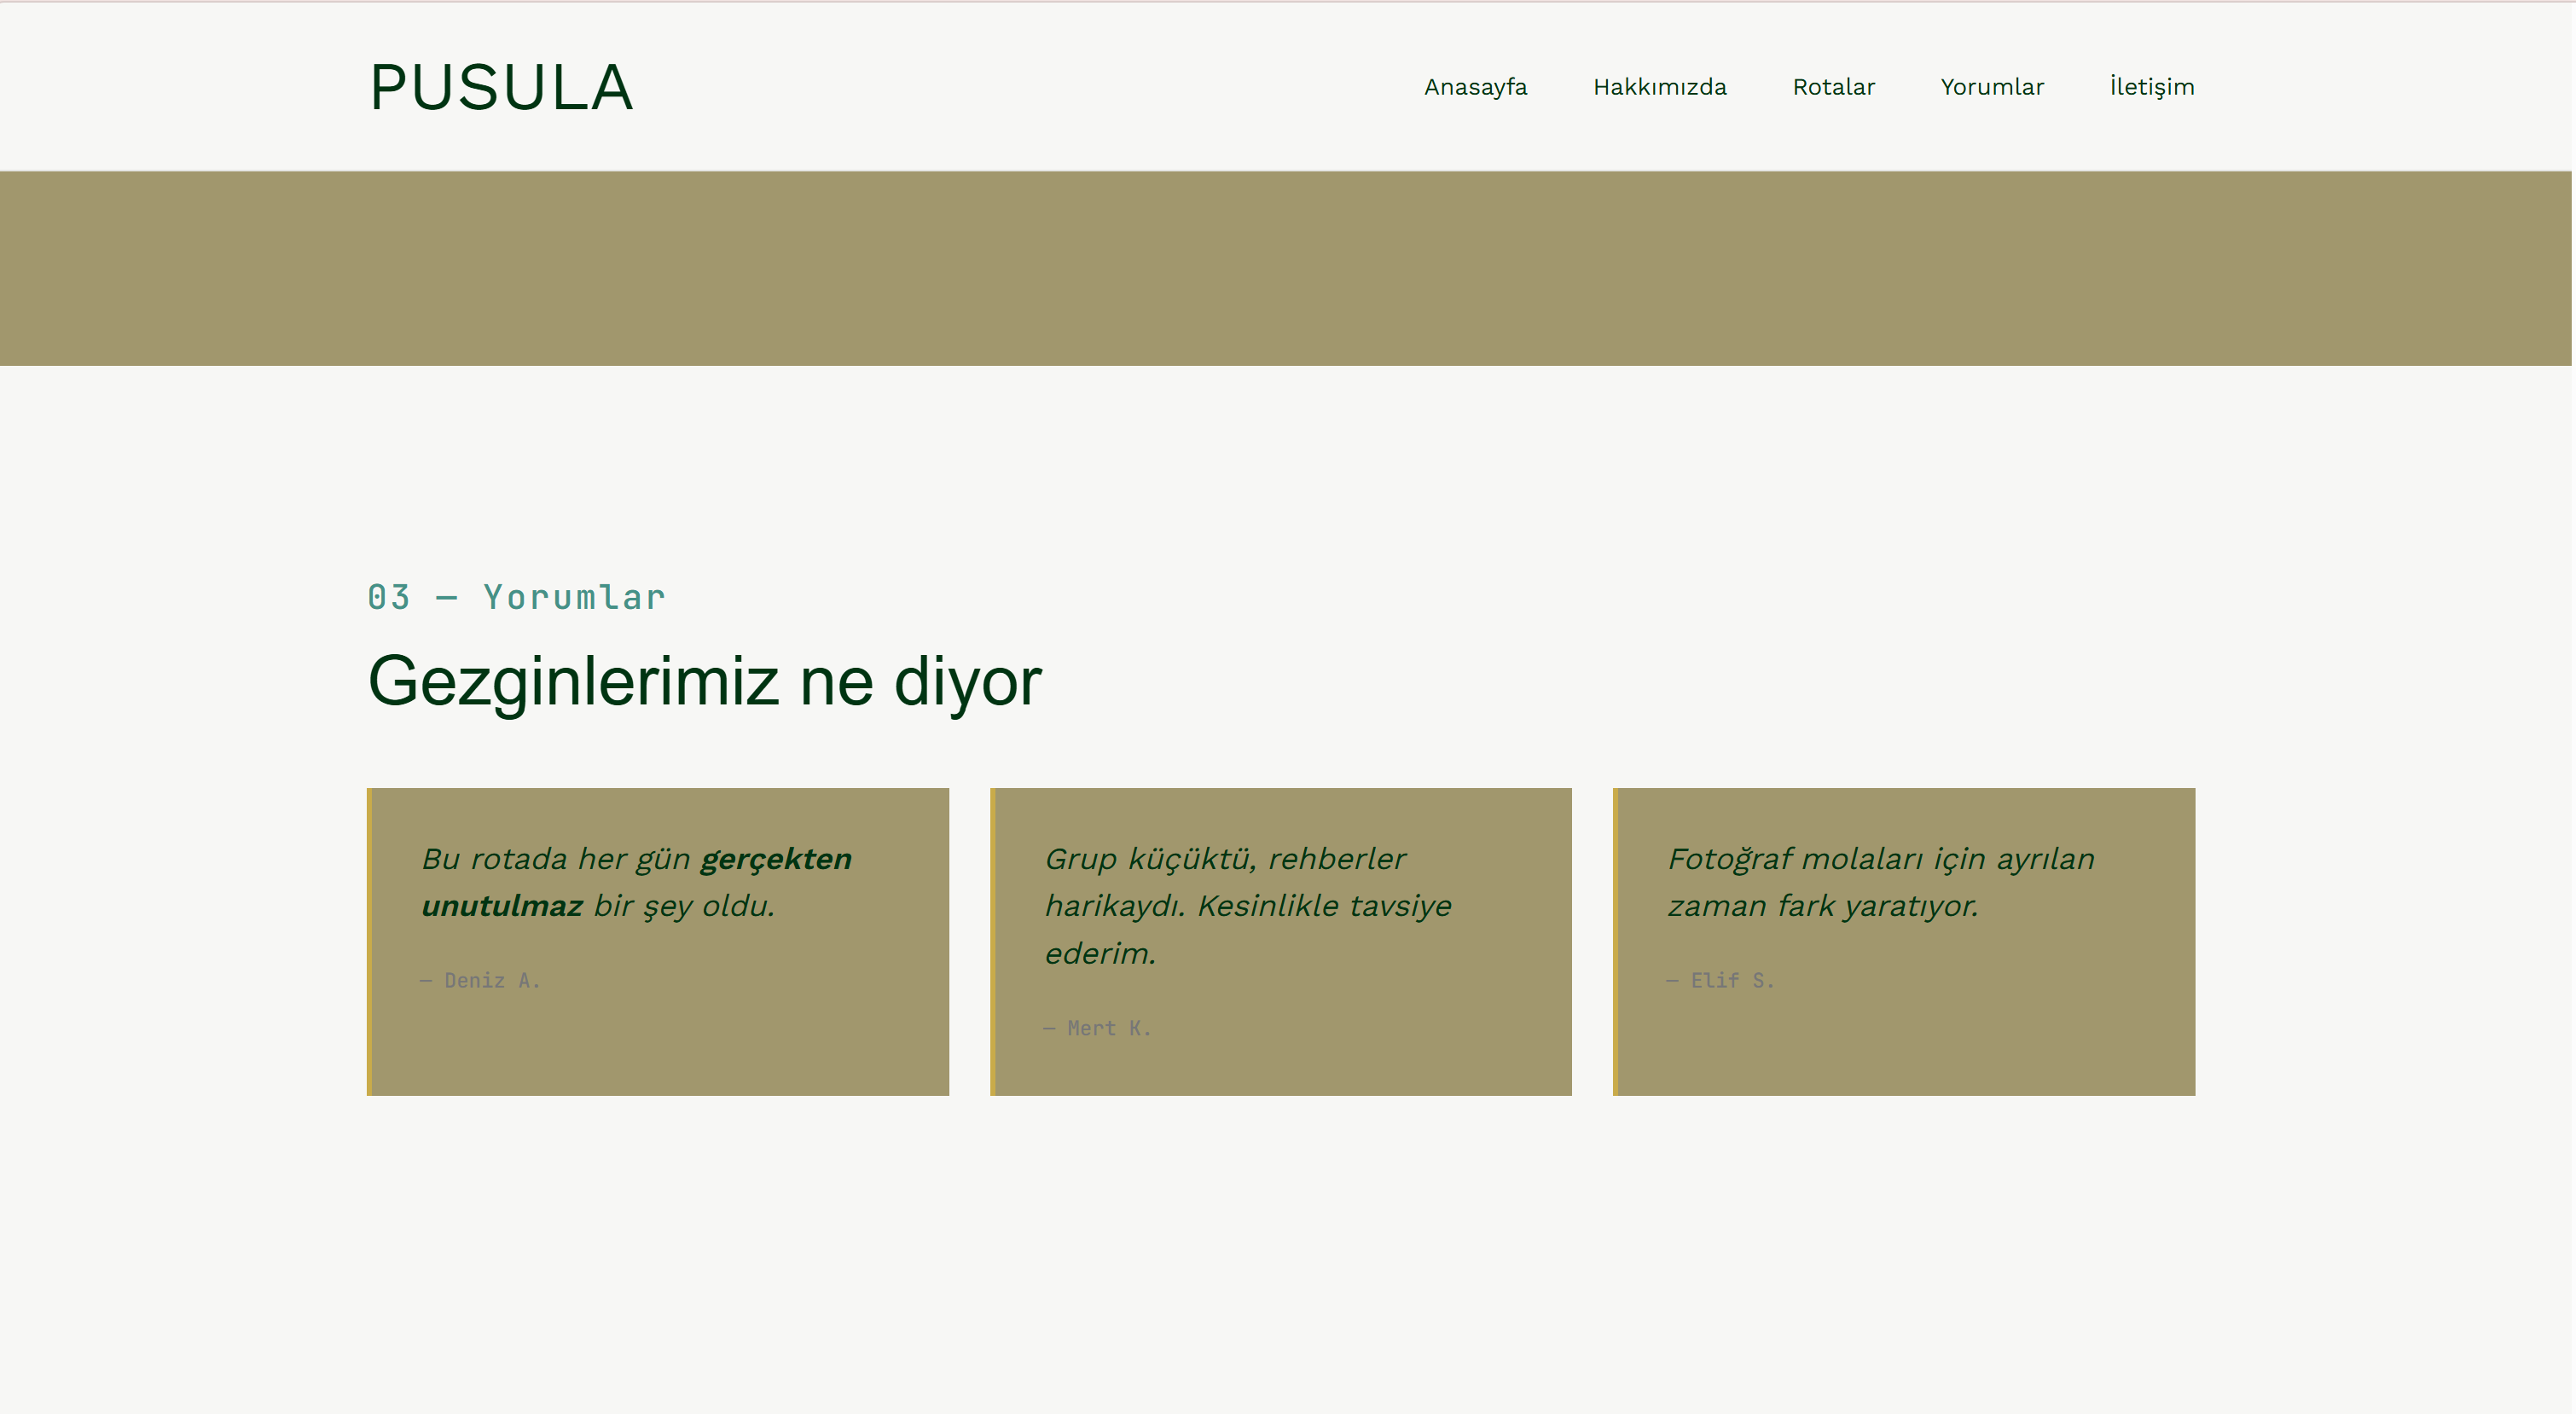 PUSULA
Anasayfa Hakkımızda Rotalar Yorumlar İletişim
03 — Yorumlar
Gezginlerimiz ne diyor
Bu rotada her gün gerçekten
unutulmaz bir şey oldu.
— Deniz A.
Grup küçüktü, rehberler
harikaydı. Kesinlikle tavsiye
ederim.
— Mert K.
Fotoğraf molaları için ayrılan
zaman fark yaratıyor.
— Elif S.